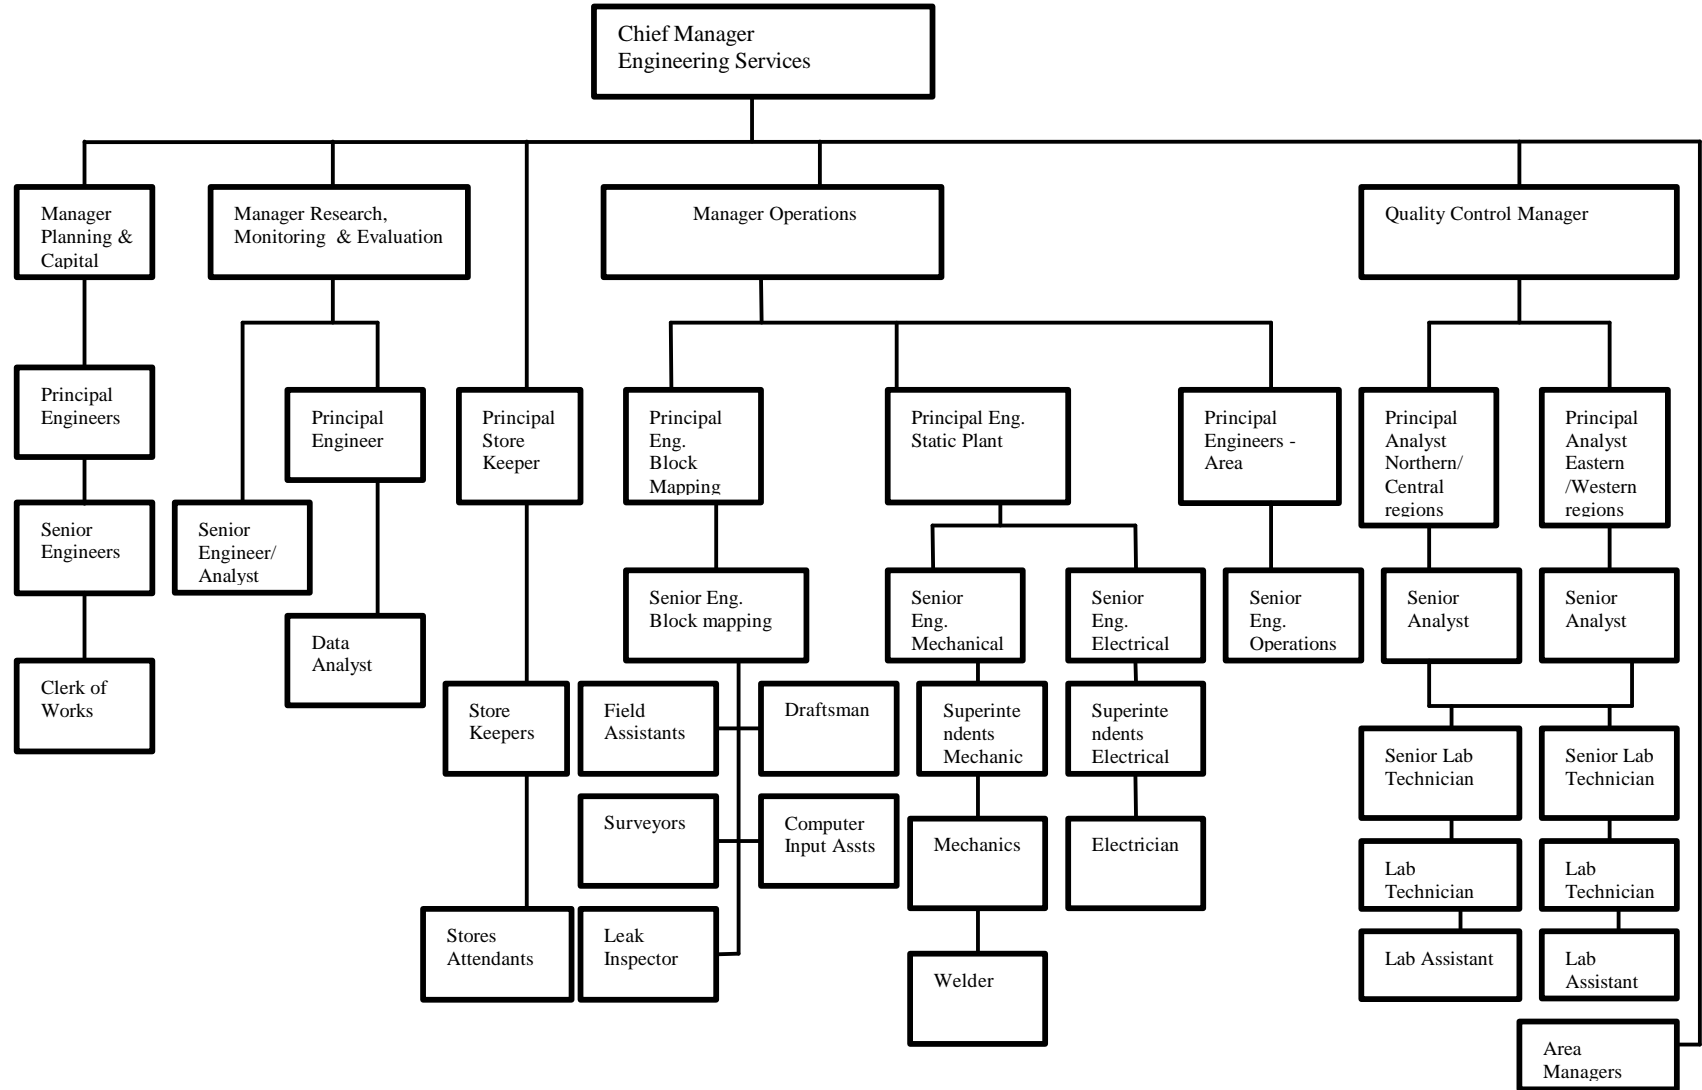 Chief Manager
Engineering Services
Manager
Planning &
Capital
Manager Research,
Monitoring & Evaluation
Manager Operations
Quality Control Manager
Principal
Engineers
Principal
Engineer
Principal
Store
Keeper
Principal
Eng.
Block
Mapping
Principal Eng.
Static Plant
Principal
Engineers -
Area
Principal
Analyst
Northern/
Central
regions
Principal
Analyst
Eastern
/Western
regions
Senior
Engineers
Senior
Engineer/
Analyst
Senior Eng.
Block mapping
Senior
Eng.
Mechanical
Senior
Eng.
Electrical
Senior
Eng.
Operations
Senior
Analyst
Senior
Analyst
Data
Analyst
Clerk of
Works
Store
Keepers
Field
Assistants
Draftsman
Superinte
ndents
Mechanic
Superinte
ndents
Electrical
Senior Lab
Technician
Senior Lab
Technician
Surveyors
Computer
Input Assts
Mechanics
Electrician
Lab
Technician
Lab
Technician
Stores
Attendants
Leak
Inspector
Welder
Lab Assistant
Lab
Assistant
Area
Managers